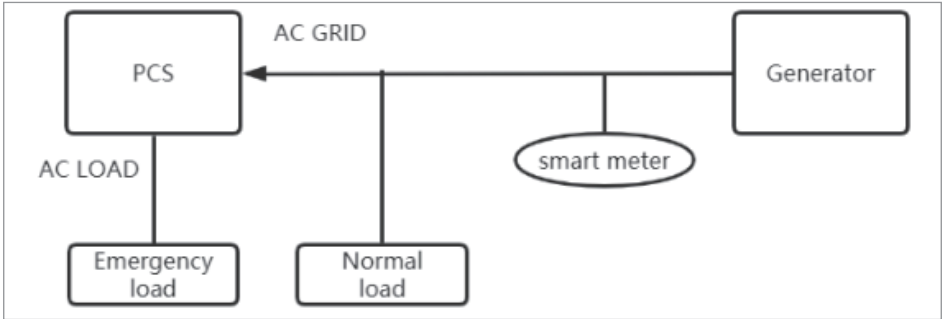 AC GRID
PCS
Generator
smart meter
AC LOAD
Emergency
load
Normal
load